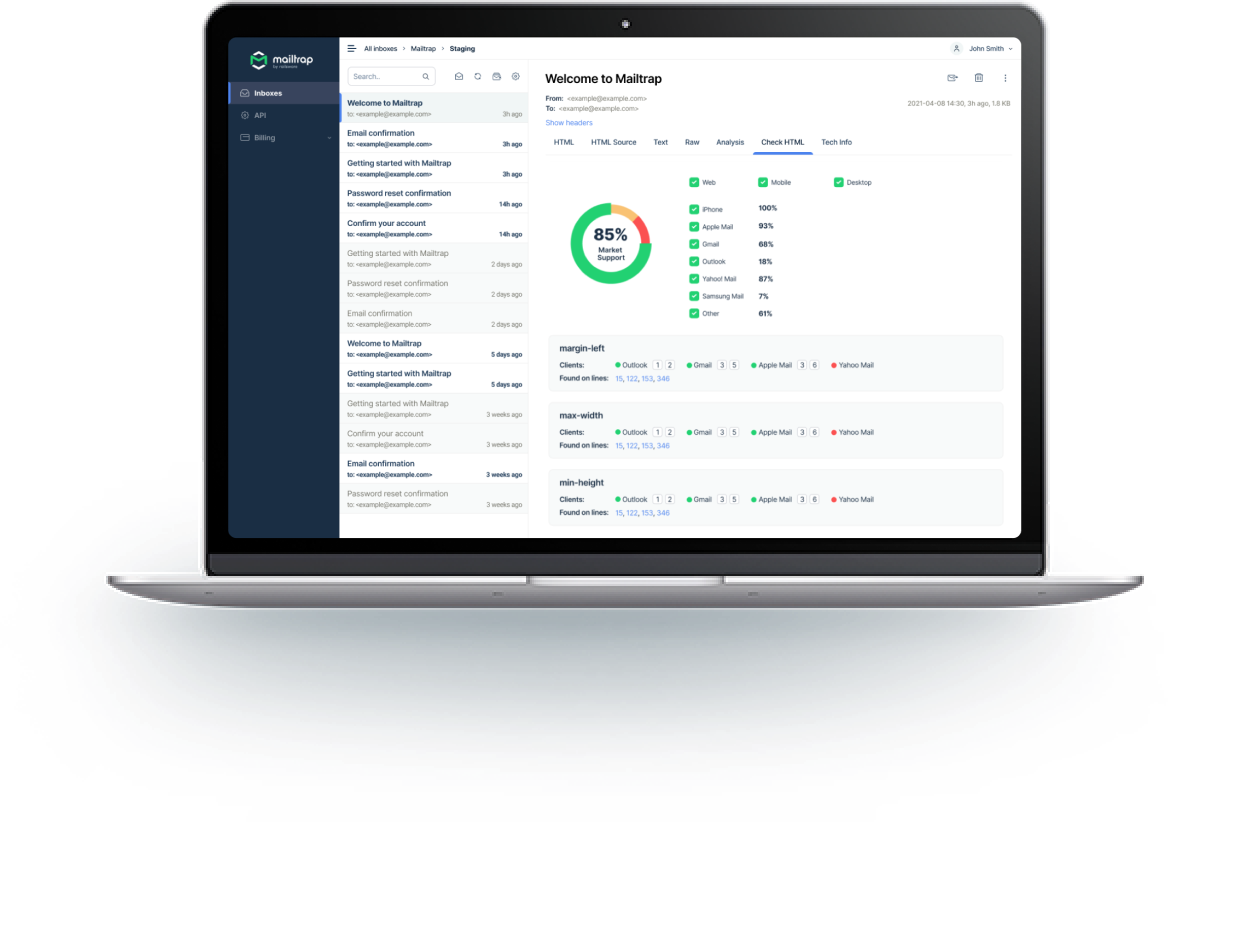 mailtrap
Inboxes
API
Billing
All inboxes > Mailtrap > Staging
John Smith
Search..
Welcome to Mailtrap
to: <example@example.com> 3h ago
Email confirmation
to: <example@example.com> 3h ago
Getting started with Mailtrap
to: <example@example.com> 3h ago
Password reset confirmation
to: <example@example.com> 14h ago
Confirm your account
to: <example@example.com> 14h ago
Getting started with Mailtrap
to: <example@example.com> 2 days ago
Password reset confirmation
to: <example@example.com> 2 days ago
Email confirmation
to: <example@example.com> 2 days ago
Welcome to Mailtrap
to: <example@example.com> 5 days ago
Getting started with Mailtrap
to: <example@example.com> 5 days ago
Getting started with Mailtrap
to: <example@example.com> 3 weeks ago
Confirm your account
to: <example@example.com> 3 weeks ago
Email confirmation
to: <example@example.com> 3 weeks ago
Password reset confirmation
to: <example@example.com> 3 weeks ago
Welcome to Mailtrap
From: <example@example.com>
To: <example@example.com>
2021-04-08 14:30, 3h ago, 1.8 KB
Show headers
HTML HTML Source Text Raw Analysis Check HTML Tech Info
85%
Market
Support
Web Mobile Desktop
iPhone 100%
Apple Mail 93%
Gmail 68%
Outlook 18%
Yahoo! Mail 87%
Samsung Mail 7%
Other 61%
margin-left
Clients: Outlook 1 2 Gmail 3 5 Apple Mail 3 6 Yahoo Mail
Found on lines: 15, 122, 153, 346
max-width
Clients: Outlook 1 2 Gmail 3 5 Apple Mail 3 6 Yahoo Mail
Found on lines: 15, 122, 153, 346
min-height
Clients: Outlook 1 2 Gmail 3 5 Apple Mail 3 6 Yahoo Mail
Found on lines: 15, 122, 153, 346